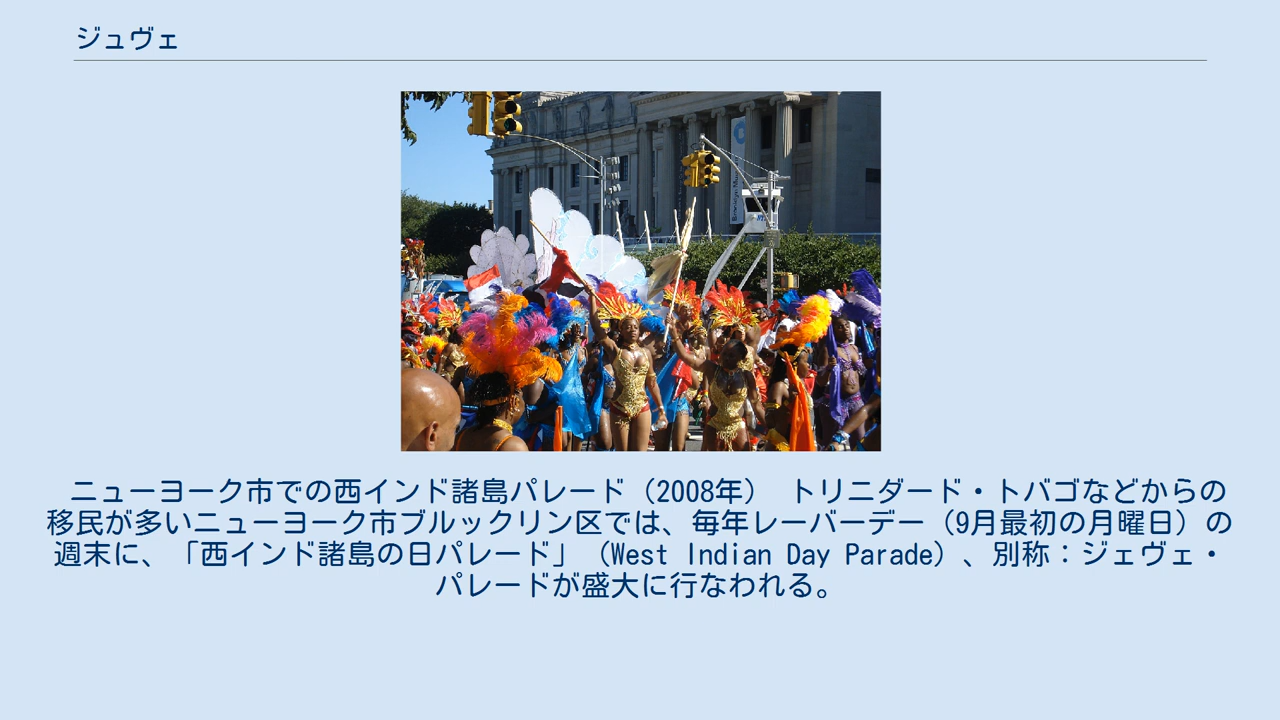 ジュヴェ
ニューヨーク市での西インド諸島パレード（2008年） トリニダード・トバゴなどからの
移民が多いニューヨーク市ブルックリン区では、毎年レーバーデー（9月最初の月曜日）の
週末に、「西インド諸島の日パレード」（West Indian Day Parade）、別称：ジェヴェ・
パレードが盛大に行なわれる。